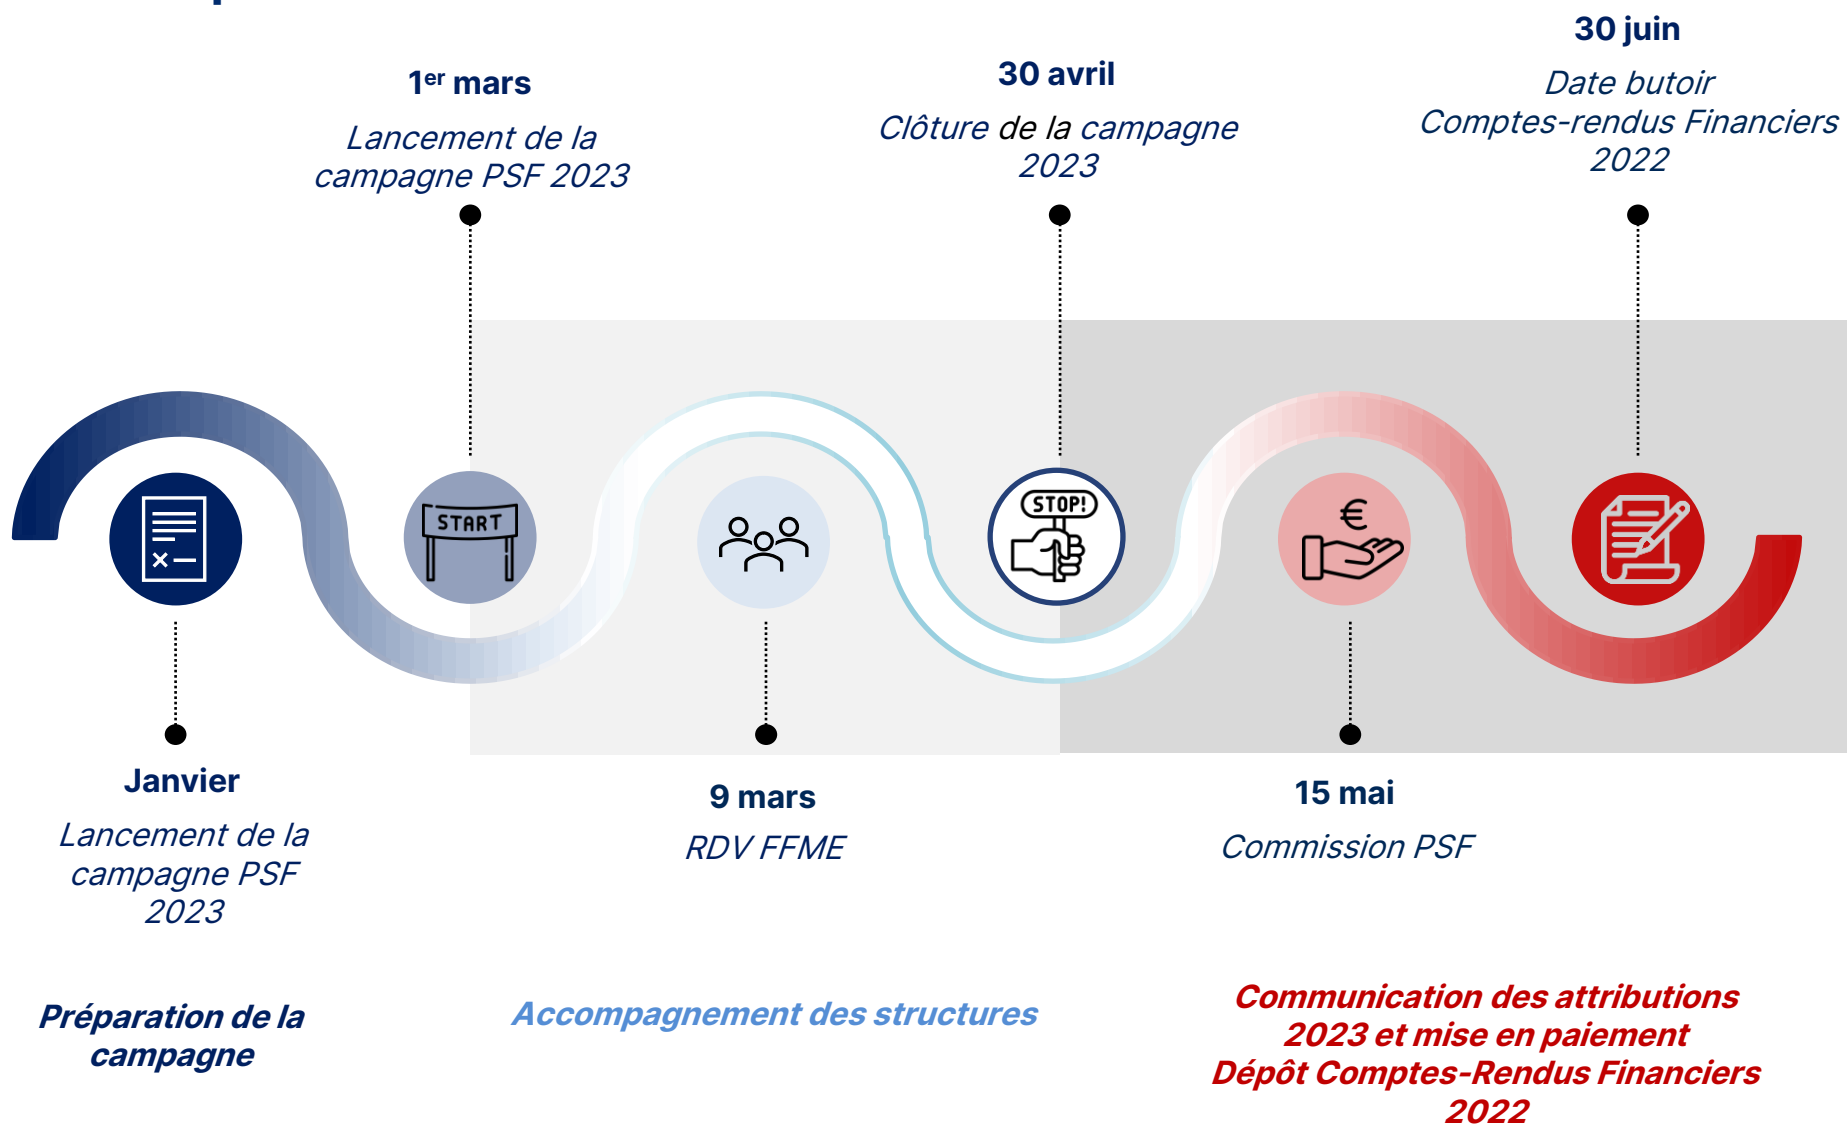 1er mars
Lancement de la
campagne PSF 2023
30 avril
Clôture de la campagne
2023
30 juin
Date butoir
Comptes-rendus Financiers
2022
START
STOP!
€
Janvier
Lancement de la
campagne PSF
2023
9 mars
RDV FFME
15 mai
Commission PSF
Préparation de la
campagne
Accompagnement des structures
Communication des attributions
2023 et mise en paiement
Dépôt Comptes-Rendus Financiers
2022